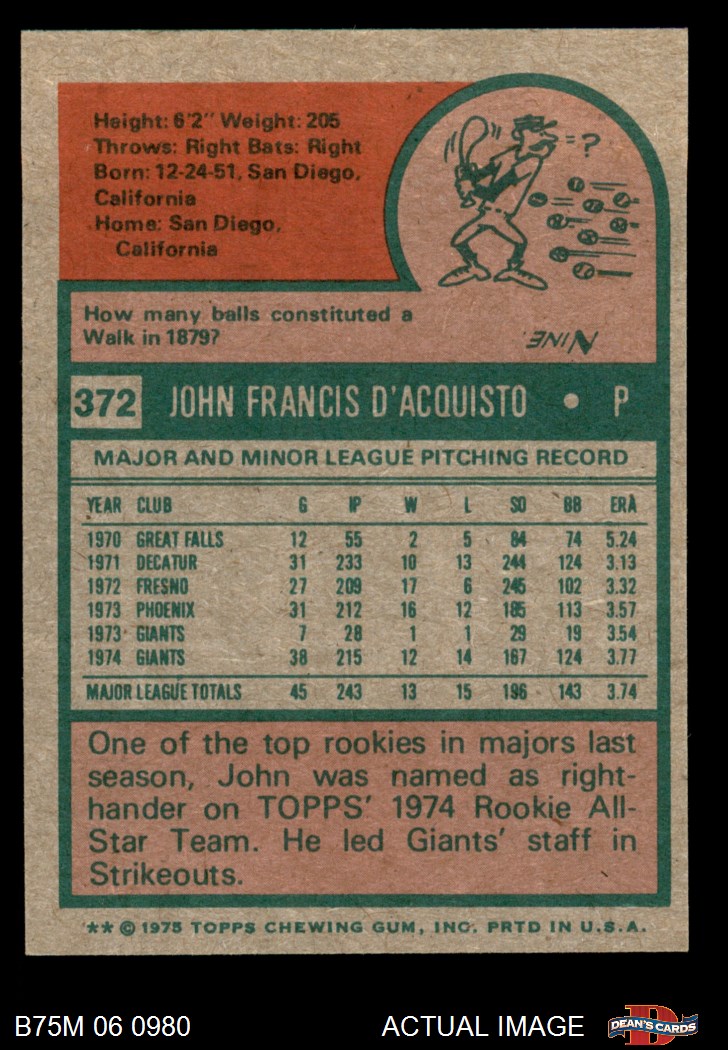 Height: 6'2" Weight: 205
Throws: Right Bats: Right
Born: 12-24-51, San Diego,
California
Home: San Diego,
California
=?
How many balls constituted a
Walk in 1879?
NINE.
372 JOHN FRANCIS D'ACQUISTO • P
MAJOR AND MINOR LEAGUE PITCHING RECORD
YEAR CLUB G IP W L SO BB ERA
1970 GREAT FALLS 12 55 2 5 84 74 5.24
1971 DECATUR 31 233 10 13 244 124 3.13
1972 FRESNO 27 209 17 6 245 102 3.32
1973 PHOENIX 31 212 16 12 185 113 3.57
1973 GIANTS 7 28 1 1 29 19 3.54
1974 GIANTS 38 215 12 14 167 124 3.77
MAJOR LEAGUE TOTALS 45 243 13 15 196 143 3.74
One of the top rookies in majors last
season, John was named as right-
hander on TOPPS' 1974 Rookie All-
Star Team. He led Giants' staff in
Strikeouts.
** © 1975 TOPPS CHEWING GUM, INC. PRTD IN U.S.A.
B75M 06 0980 ACTUAL IMAGE D DEAN'S CARDS